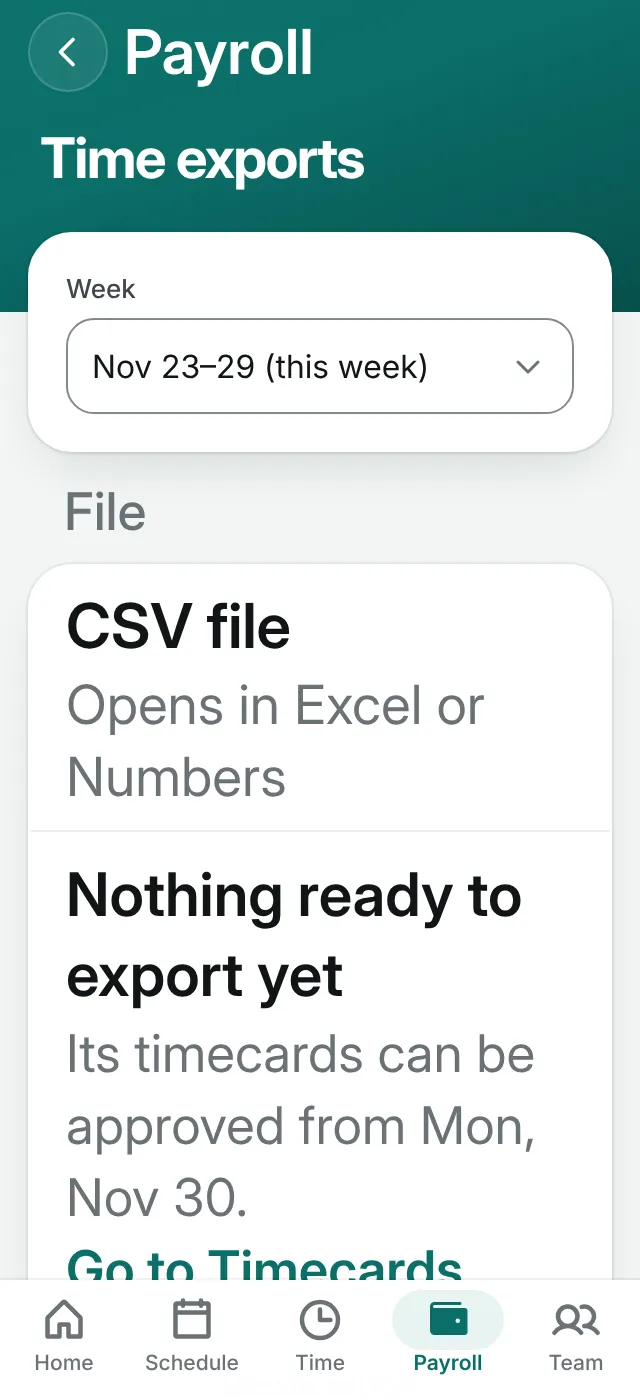 Payroll
Time exports
Week
Nov 23–29 (this week)
File
CSV file
Opens in Excel or
Numbers
Nothing ready to
export yet
Its timecards can be
approved from Mon,
Nov 30.
Go to Timecards
Home
Schedule
Time
Payroll
Team